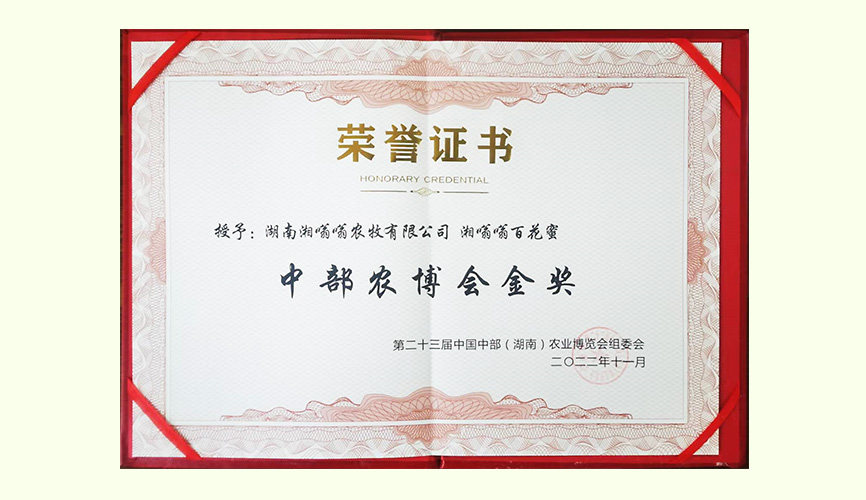 荣誉证书
HONORARY CREDENTIAL
授予：湖南湘嗡嗡农牧有限公司 湘嗡嗡百花蜜
中部农博会金奖
第二十三届中国中部（湖南）农业博览会组委会
二〇二二年十一月